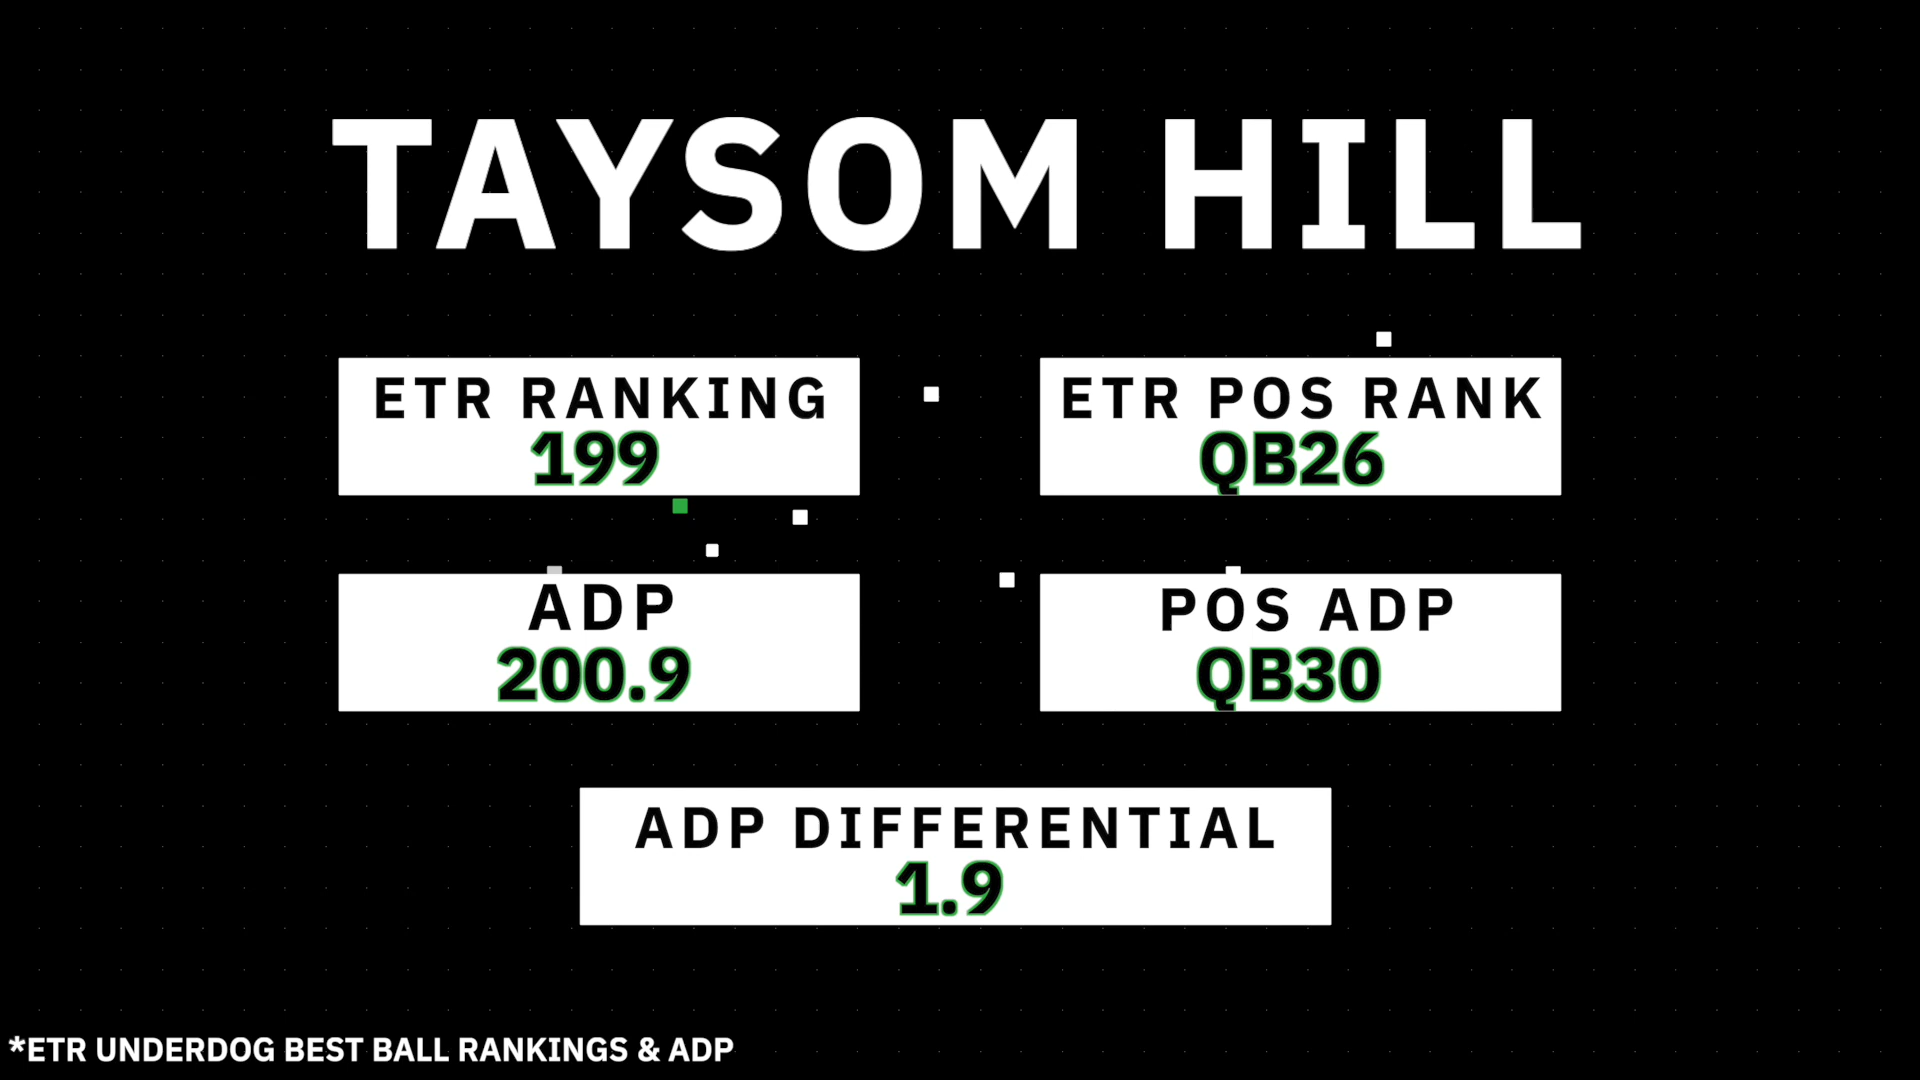 TAYSOM HILL
ETR RANKING
199
ETR POS RANK
QB26
ADP
200.9
POS ADP
QB30
ADP DIFFERENTIAL
1.9
*ETR UNDERDOG BEST BALL RANKINGS & ADP